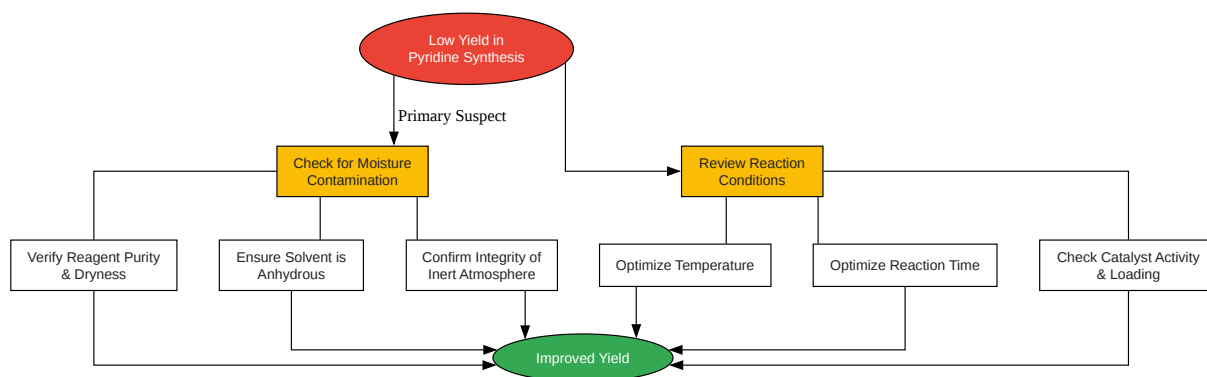 Low Yield in
Pyridine Synthesis
Primary Suspect
Check for Moisture
Contamination
Review Reaction
Conditions
Verify Reagent Purity
& Dryness
Ensure Solvent is
Anhydrous
Confirm Integrity of
Inert Atmosphere
Optimize Temperature
Optimize Reaction Time
Check Catalyst Activity
& Loading
Improved Yield